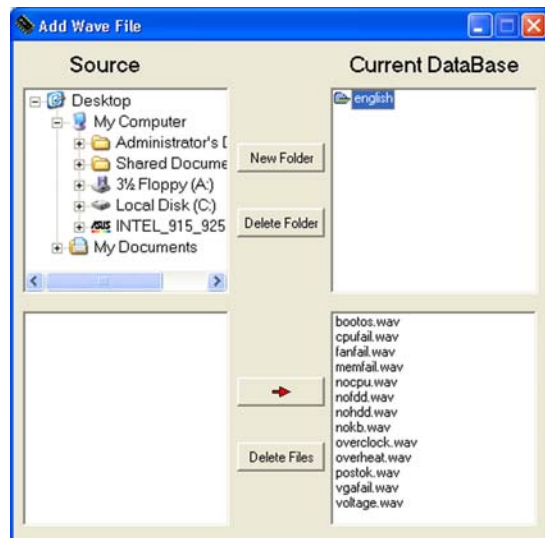 Add Wave File
Source
Current DataBase
Desktop
My Computer
Administrator's D
Shared Docume
3½ Floppy (A:)
Local Disk (C:)
ASUS INTEL_915_925
My Documents
english
New Folder
Delete Folder
bootos.wav
cpufail.wav
fanfail.wav
memfail.wav
nocpu.wav
nofdd.wav
nohdd.wav
nokb.wav
overclock.wav
overheat.wav
postok.wav
vgafail.wav
voltage.wav
Delete Files